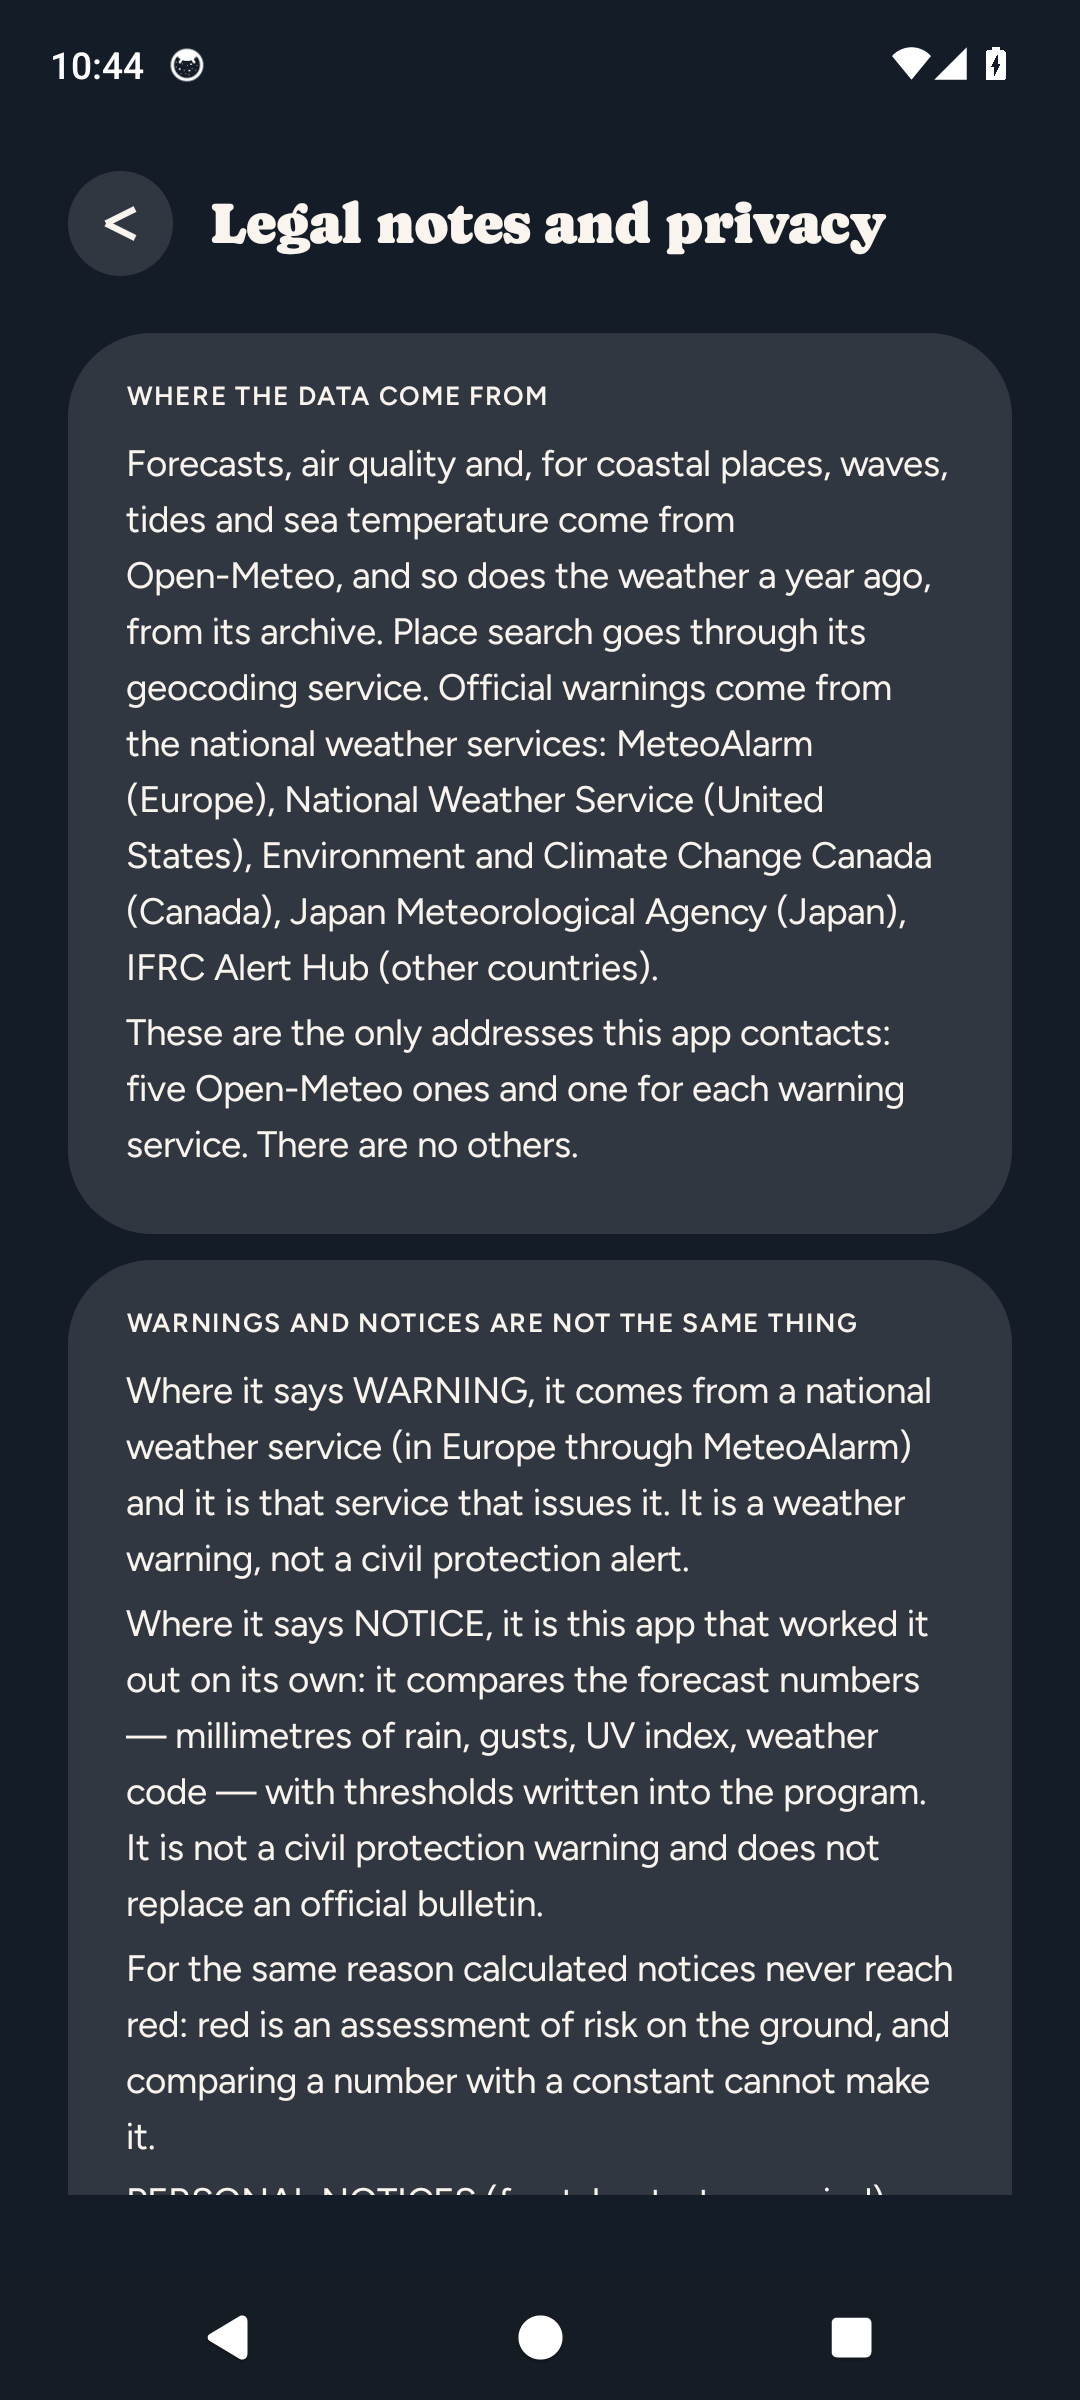 10:44
<
Legal notes and privacy
WHERE THE DATA COME FROM
Forecasts, air quality and, for coastal places, waves,
tides and sea temperature come from
Open-Meteo, and so does the weather a year ago,
from its archive. Place search goes through its
geocoding service. Official warnings come from
the national weather services: MeteoAlarm
(Europe), National Weather Service (United
States), Environment and Climate Change Canada
(Canada), Japan Meteorological Agency (Japan),
IFRC Alert Hub (other countries).
These are the only addresses this app contacts:
five Open-Meteo ones and one for each warning
service. There are no others.
WARNINGS AND NOTICES ARE NOT THE SAME THING
Where it says WARNING, it comes from a national
weather service (in Europe through MeteoAlarm)
and it is that service that issues it. It is a weather
warning, not a civil protection alert.
Where it says NOTICE, it is this app that worked it
out on its own: it compares the forecast numbers
— millimetres of rain, gusts, UV index, weather
code — with thresholds written into the program.
It is not a civil protection warning and does not
replace an official bulletin.
For the same reason calculated notices never reach
red: red is an assessment of risk on the ground, and
comparing a number with a constant cannot make
it.
PERSONAL NOTICES